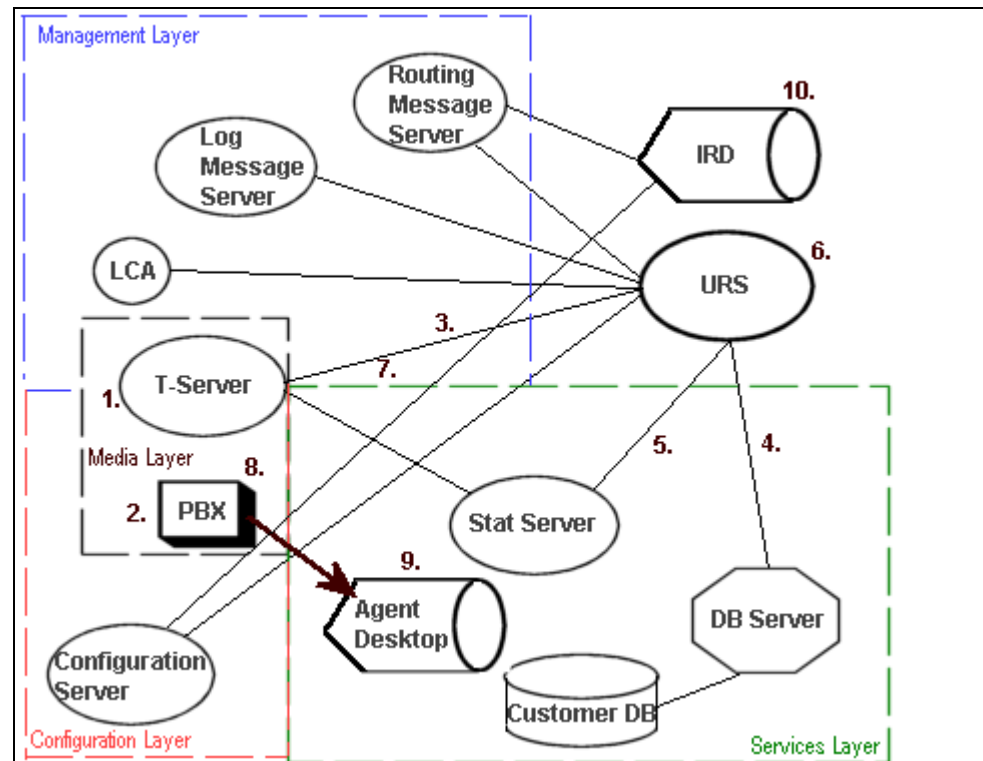 Management Layer
Routing
Message
Server
10.
IRD
Log
Message
Server
LCA
6.
URS
3.
7.
T-Server
1.
Media Layer
8.
2.
PBX
5.
4.
Stat Server
9.
Agent
Desktop
DB Server
Configuration
Server
Customer DB
Configuration Layer
Services Layer